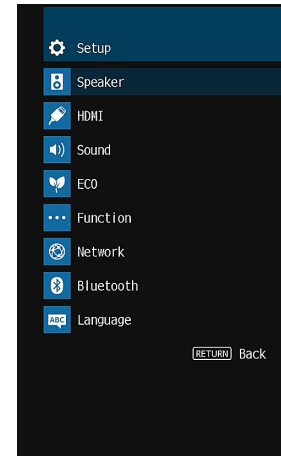 Setup
Speaker
HDMI
Sound
ECO
Function
Network
Bluetooth
ABC Language
RETURN Back